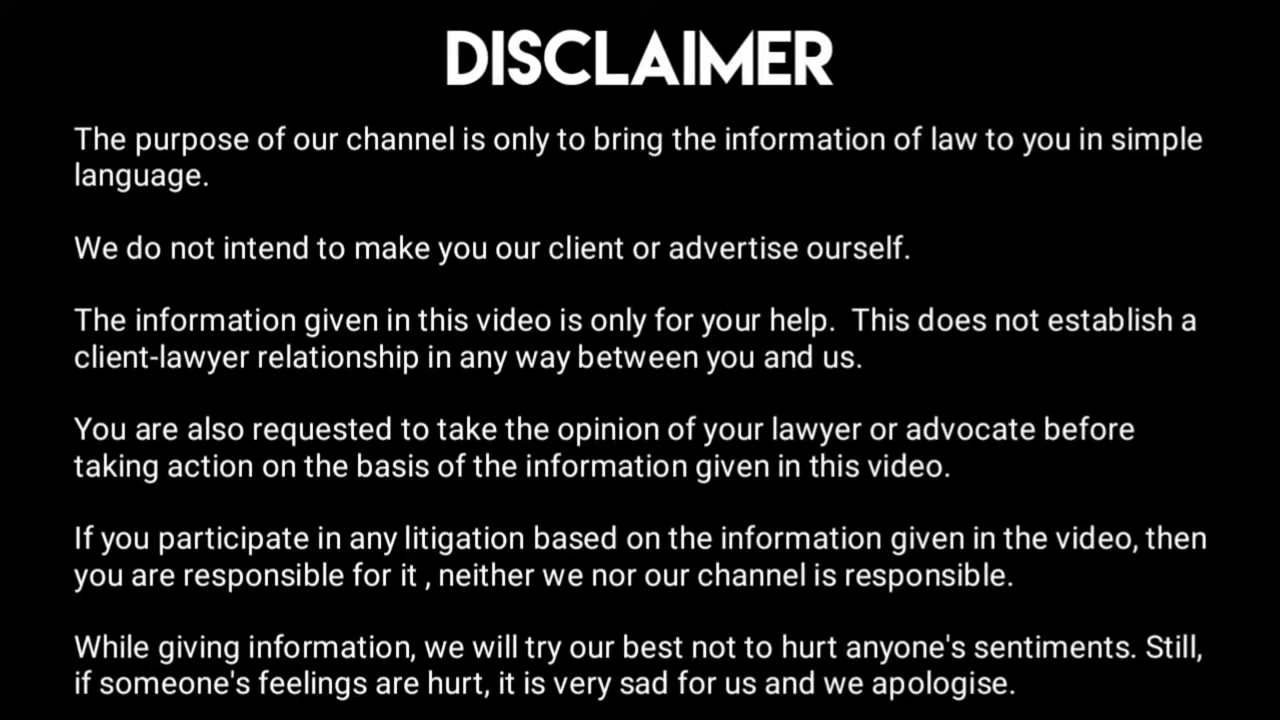 DISCLAIMER
The purpose of our channel is only to bring the information of law to you in simple
language.
We do not intend to make you our client or advertise ourself.
The information given in this video is only for your help.  This does not establish a
client-lawyer relationship in any way between you and us.
You are also requested to take the opinion of your lawyer or advocate before
taking action on the basis of the information given in this video.
If you participate in any litigation based on the information given in the video, then
you are responsible for it , neither we nor our channel is responsible.
While giving information, we will try our best not to hurt anyone's sentiments. Still,
if someone's feelings are hurt, it is very sad for us and we apologise.